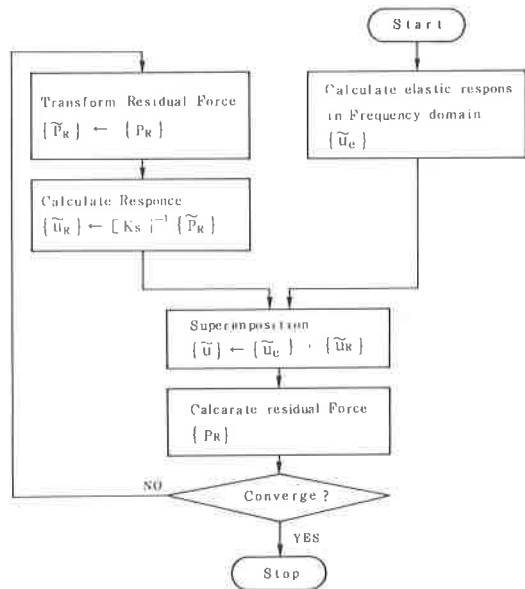 Start
Calculate elastic respons
in Frequency domain
{ũe}
Transform Residual Force
{P̃R} ← {PR}
Calculate Responce
{ũR} ← [Ks]⁻¹ {P̃R}
Superimposition
{ũ} ← {ũe} + {ũR}
Calcarate residual Force
{PR}
Converge?
NO
YES
Stop